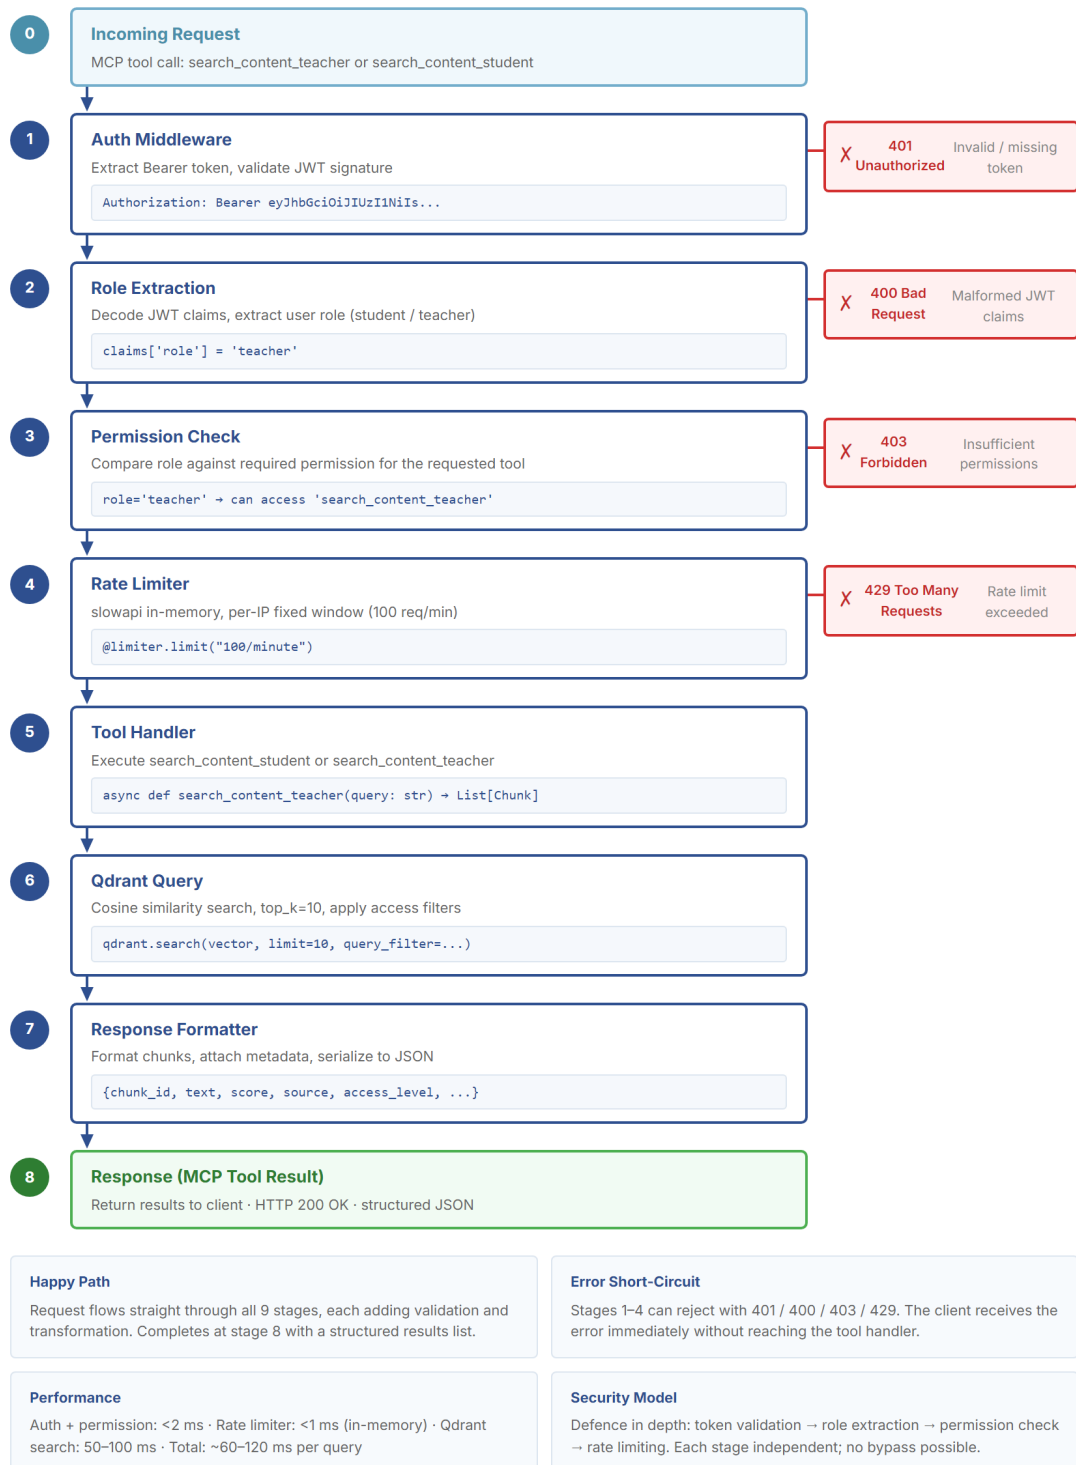 0
Incoming Request
MCP tool call: search_content_teacher or search_content_student
1
Auth Middleware
Extract Bearer token, validate JWT signature
Authorization: Bearer eyJhbGciOiJIUzI1NiIs...
✗ 401 Unauthorized
Invalid / missing token
2
Role Extraction
Decode JWT claims, extract user role (student / teacher)
claims['role'] = 'teacher'
✗ 400 Bad Request
Malformed JWT claims
3
Permission Check
Compare role against required permission for the requested tool
role='teacher' → can access 'search_content_teacher'
✗ 403 Forbidden
Insufficient permissions
4
Rate Limiter
slowapi in-memory, per-IP fixed window (100 req/min)
@limiter.limit("100/minute")
✗ 429 Too Many Requests
Rate limit exceeded
5
Tool Handler
Execute search_content_student or search_content_teacher
async def search_content_teacher(query: str) → List[Chunk]
6
Qdrant Query
Cosine similarity search, top_k=10, apply access filters
qdrant.search(vector, limit=10, query_filter=...)
7
Response Formatter
Format chunks, attach metadata, serialize to JSON
{chunk_id, text, score, source, access_level, ...}
8
Response (MCP Tool Result)
Return results to client · HTTP 200 OK · structured JSON
Happy Path
Request flows straight through all 9 stages, each adding validation and
transformation. Completes at stage 8 with a structured results list.
Error Short-Circuit
Stages 1–4 can reject with 401 / 400 / 403 / 429. The client receives the
error immediately without reaching the tool handler.
Performance
Auth + permission: <2 ms · Rate limiter: <1 ms (in-memory) · Qdrant
search: 50–100 ms · Total: ~60–120 ms per query
Security Model
Defence in depth: token validation → role extraction → permission check
→ rate limiting. Each stage independent; no bypass possible.